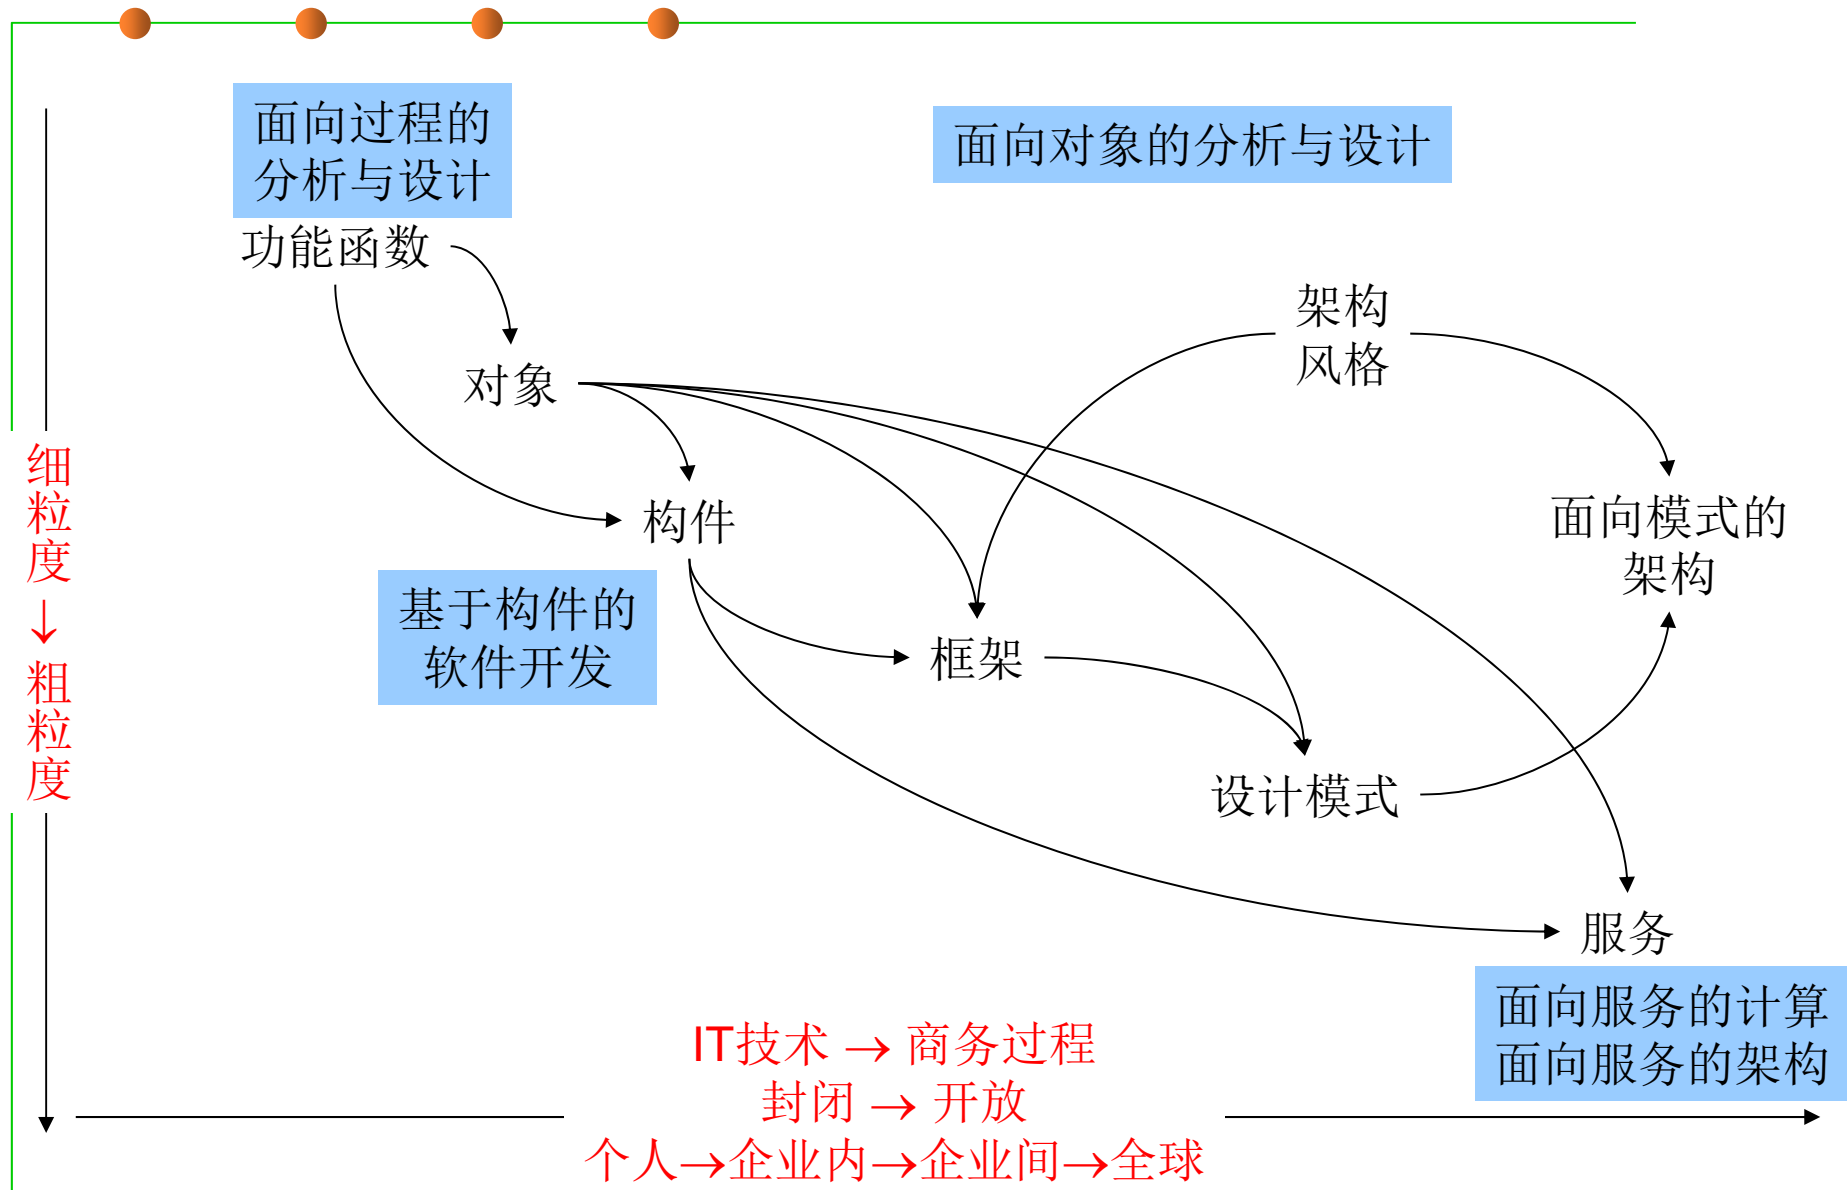 面向过程的
分析与设计
面向对象的分析与设计
功能函数
架构
风格
对象
细粒度
↓
粗粒度
构件
面向模式的
架构
基于构件的
软件开发
框架
设计模式
服务
面向服务的计算
面向服务的架构
IT技术 → 商务过程
封闭 → 开放
个人→企业内→企业间→全球